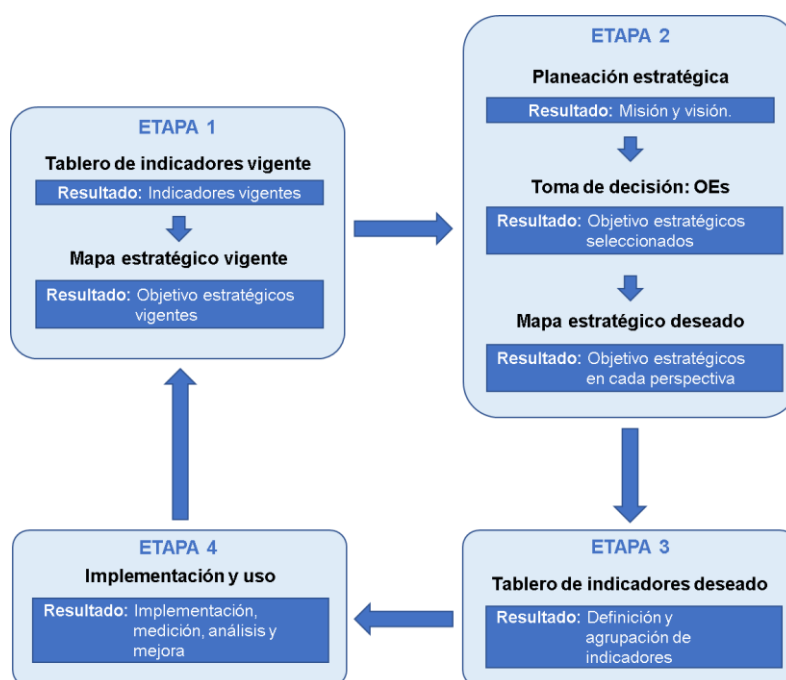 ETAPA 1
Tablero de indicadores vigente
Resultado: Indicadores vigentes
Mapa estratégico vigente
Resultado: Objetivo estratégicos
vigentes
ETAPA 2
Planeación estratégica
Resultado: Misión y visión.
Toma de decisión: OEs
Resultado: Objetivo estratégicos
seleccionados
Mapa estratégico deseado
Resultado: Objetivo estratégicos
en cada perspectiva
ETAPA 3
Tablero de indicadores deseado
Resultado: Definición y
agrupación de
indicadores
ETAPA 4
Implementación y uso
Resultado: Implementación,
medición, análisis y
mejora